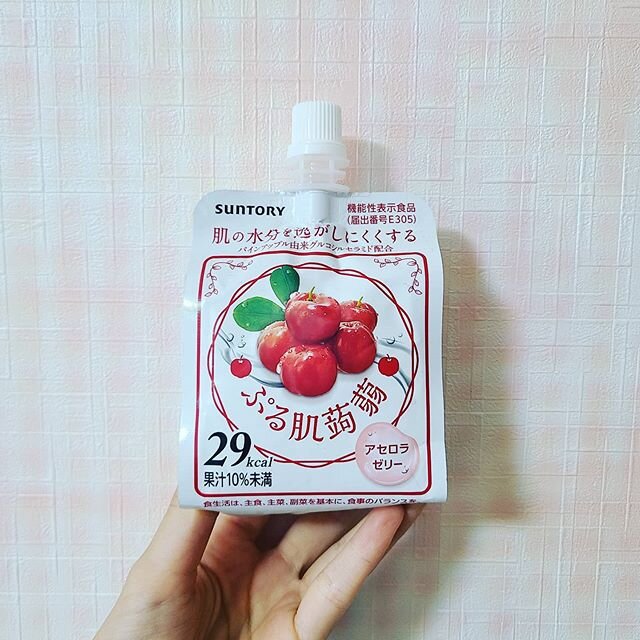 SUNTORY
機能性表示食品
(届出番号E305)
肌の水分を逃がしにくくする
パインアップル由来グルコシルセラミド配合
ぷる肌蒟蒻
29kcal
果汁10%未満
アセロラ
ゼリー
食生活は、主食、主菜、副菜を基本に、食事のバランスを